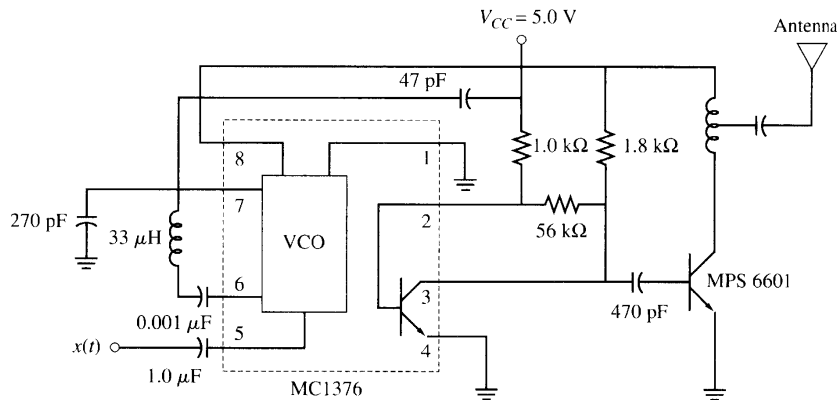 V_CC = 5.0 V
Antenna
47 pF
8
1
1.0 kΩ
1.8 kΩ
7
2
270 pF
33 μH
VCO
56 kΩ
6
3
MPS 6601
0.001 μF
470 pF
5
x(t)
4
1.0 μF
MC1376